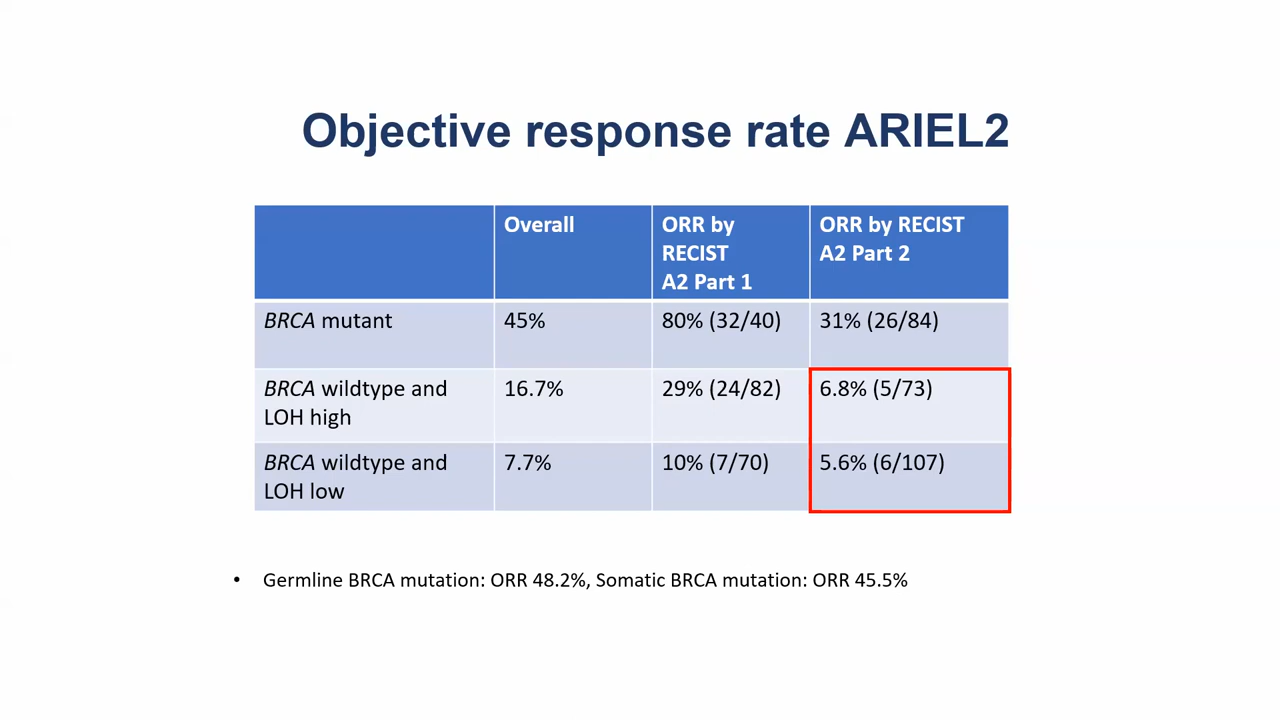 Objective response rate ARIEL2
Overall
ORR by
RECIST
A2 Part 1
ORR by RECIST
A2 Part 2
BRCA mutant
45%
80% (32/40)
31% (26/84)
BRCA wildtype and
LOH high
16.7%
29% (24/82)
6.8% (5/73)
BRCA wildtype and
LOH low
7.7%
10% (7/70)
5.6% (6/107)
• Germline BRCA mutation: ORR 48.2%, Somatic BRCA mutation: ORR 45.5%